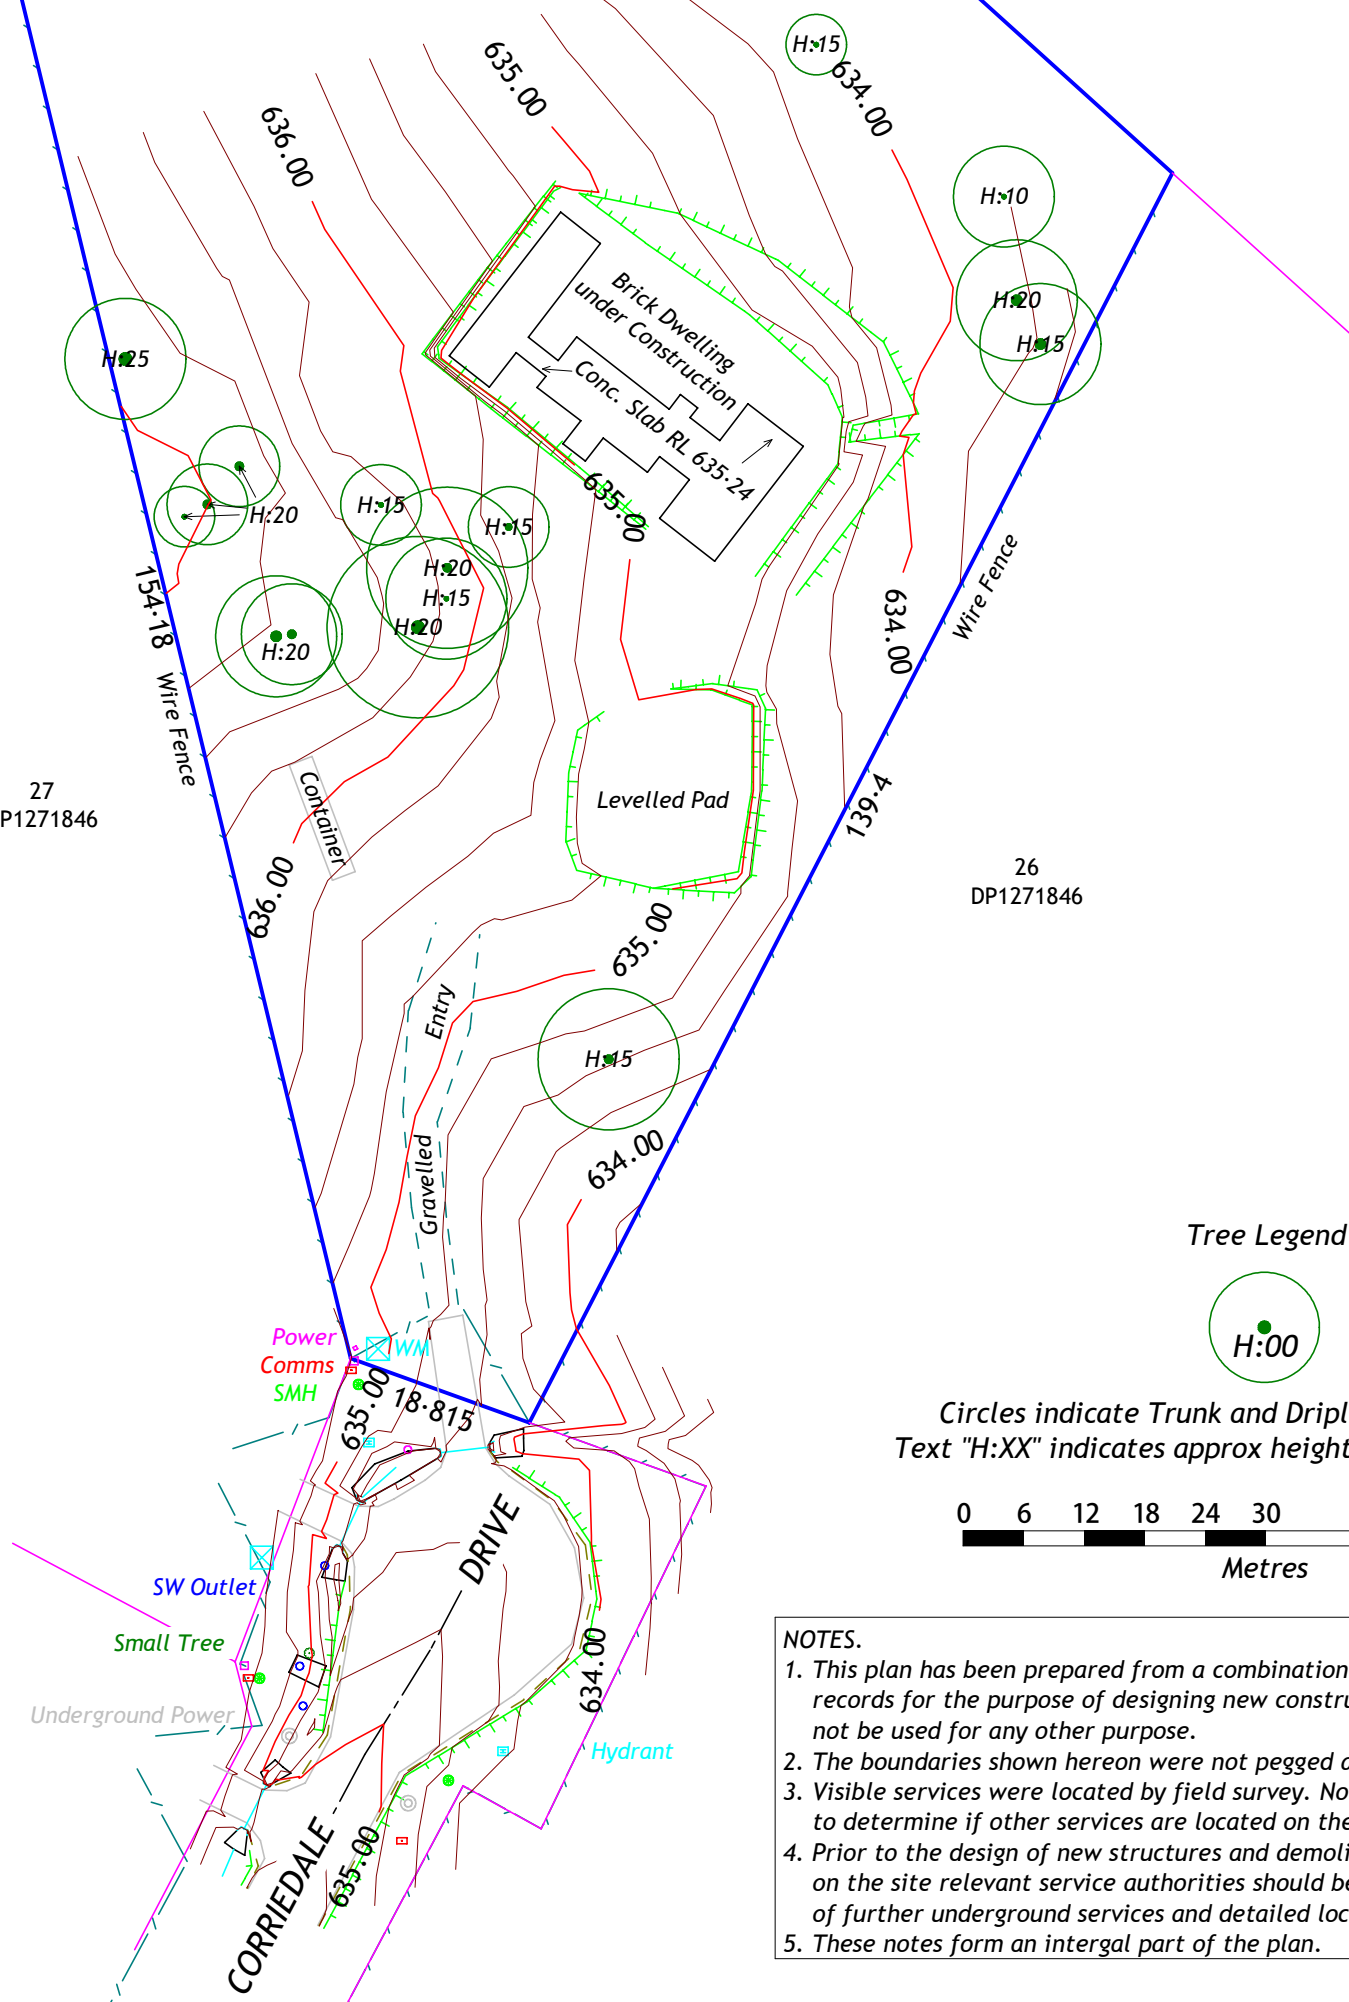 H:15
635.00
634.00
636.00
H:10
H:20
H:15
Brick Dwelling
under Construction
Conc. Slab RL 635·24
H:25
H:15
H:15
H:20
635.00
H:20
H:15
H:20
H:20
154·18
Wire Fence
Wire Fence
634.00
Container
27
P1271846
Levelled Pad
139·4
26
DP1271846
636.00
635.00
Gravelled Entry
H:15
634.00
Tree Legend
H:00
Power
Comms
SMH
WM
635.00
18·815
Circles indicate Trunk and Dripl
Text "H:XX" indicates approx height
0 6 12 18 24 30
Metres
CORRIEDALE DRIVE
SW Outlet
Small Tree
Underground Power
634.00
Hydrant
635.00
NOTES.
1. This plan has been prepared from a combination
records for the purpose of designing new constru
not be used for any other purpose.
2. The boundaries shown hereon were not pegged
3. Visible services were located by field survey. No
to determine if other services are located on the
4. Prior to the design of new structures and demoli
on the site relevant service authorities should be
of further underground services and detailed loc
5. These notes form an intergal part of the plan.